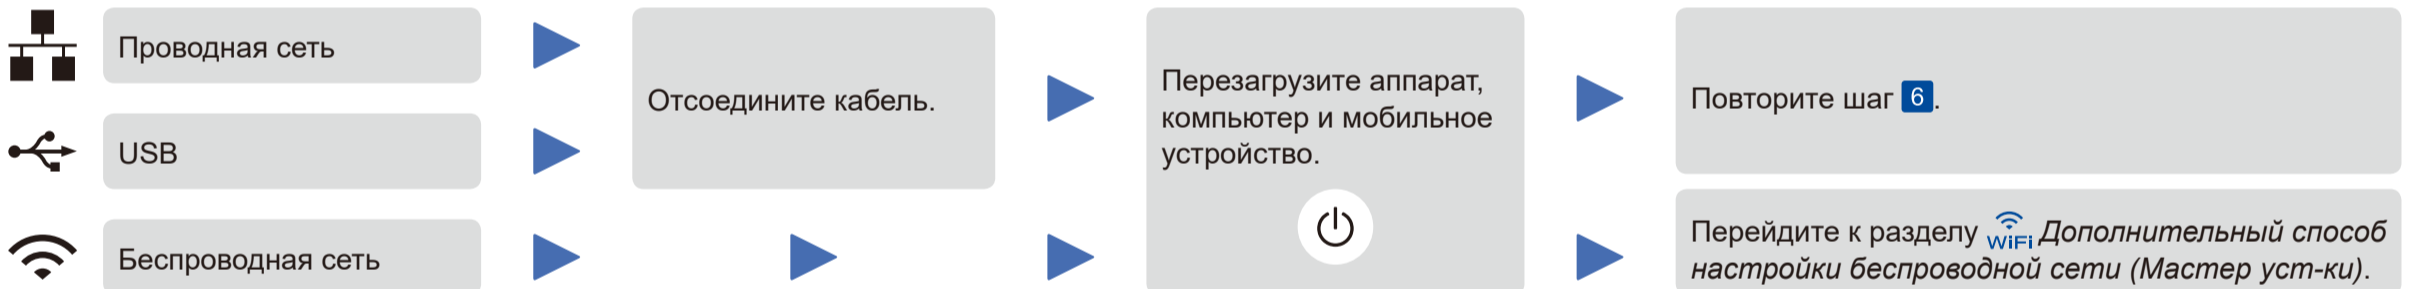 Проводная сеть
USB
Беспроводная сеть
Отсоедините кабель.
Перезагрузите аппарат,
компьютер и мобильное
устройство.
Повторите шаг 6.
Перейдите к разделу WiFi Дополнительный способ
настройки беспроводной сети (Мастер уст-ки).